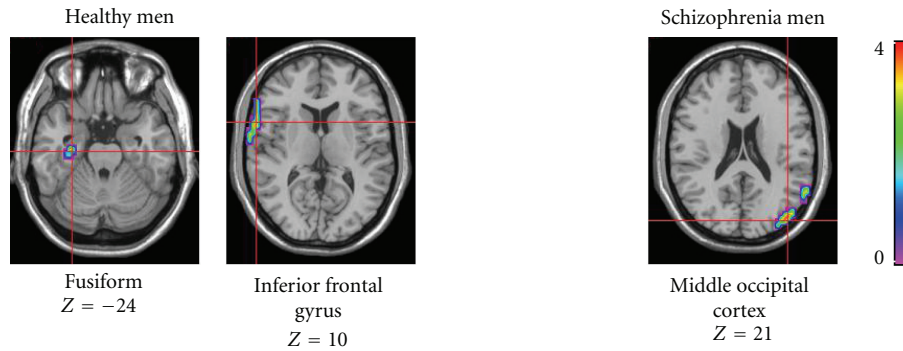 Healthy men
Schizophrenia men
Fusiform
Z = −24
Inferior frontal
gyrus
Z = 10
Middle occipital
cortex
Z = 21
4
0